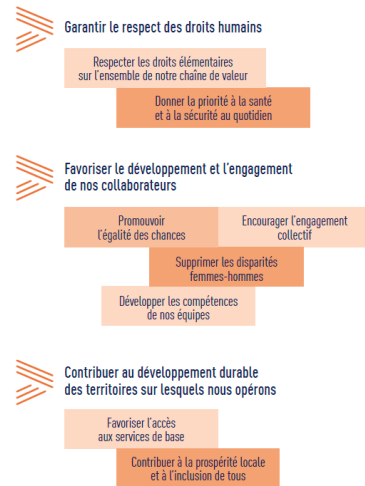 Garantir le respect des droits humains
Respecter les droits élémentaires
sur l'ensemble de notre chaîne de valeur
Donner la priorité à la santé
et à la sécurité au quotidien
Favoriser le développement et l'engagement
de nos collaborateurs
Promouvoir
l'égalité des chances
Encourager l'engagement
collectif
Supprimer les disparités
femmes-hommes
Développer les compétences
de nos équipes
Contribuer au développement durable
des territoires sur lesquels nous opérons
Favoriser l'accès
aux services de base
Contribuer à la prospérité locale
et à l'inclusion de tous